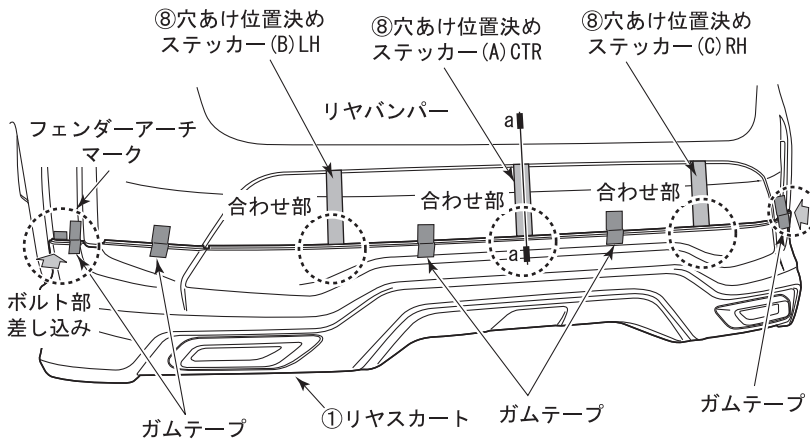 ⑧穴あけ位置決め
ステッカー(B)LH
⑧穴あけ位置決め
ステッカー(A)CTR
⑧穴あけ位置決め
ステッカー(C)RH
リヤバンパー
a
フェンダーアーチ
マーク
合わせ部
合わせ部
合わせ部
a
ボルト部
差し込み
ガムテープ
①リヤスカート
ガムテープ
ガムテープ